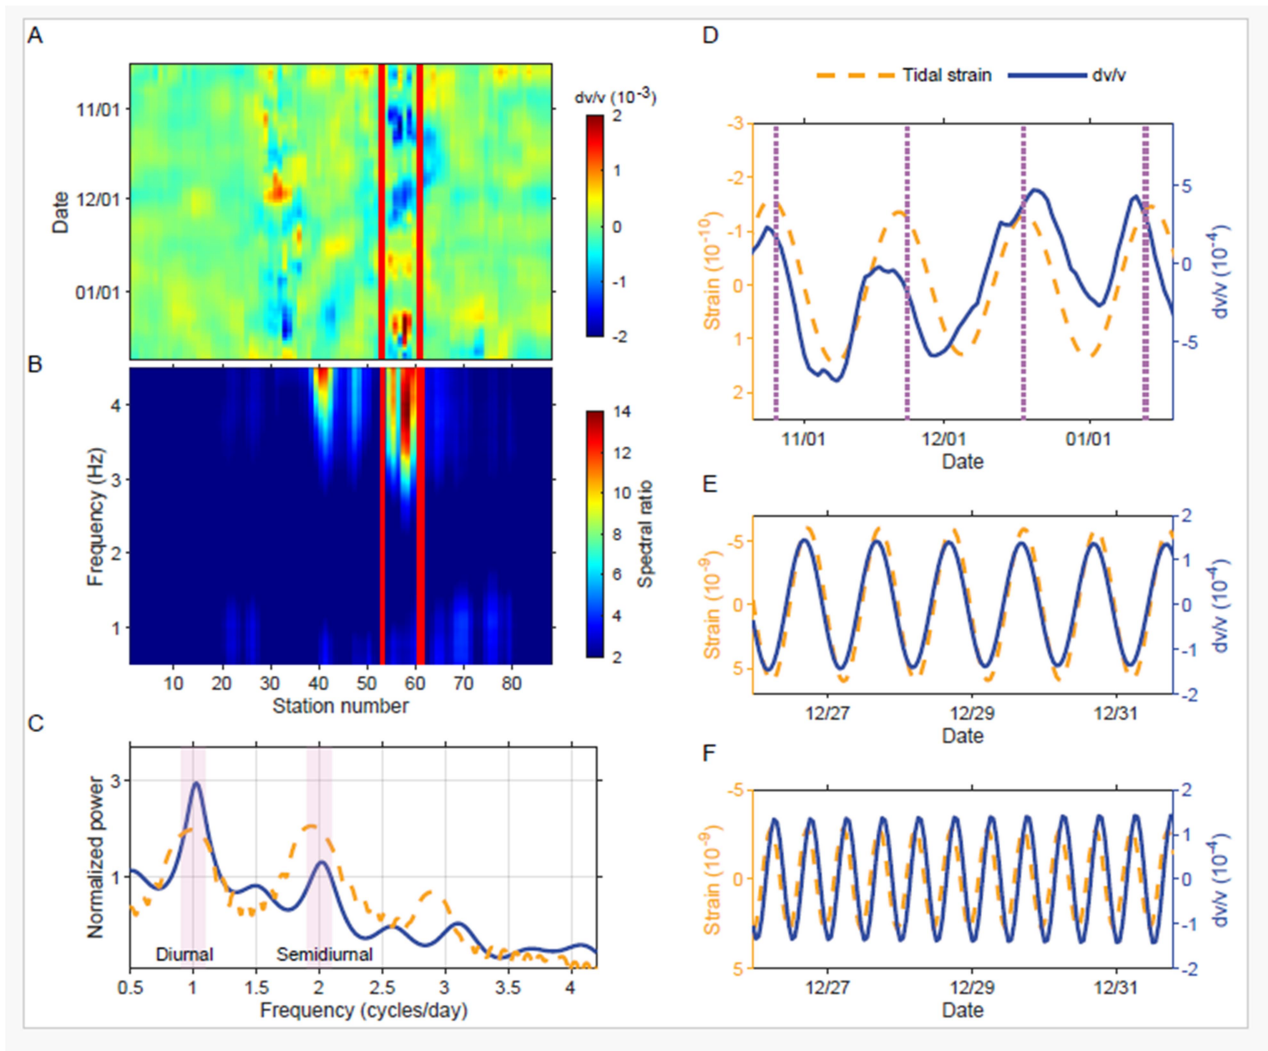 A
dv/v (10⁻³)
2
1
0
-1
-2
11/01
12/01
01/01
Date
B
4
3
2
1
Frequency (Hz)
14
12
10
8
6
4
2
Spectral ratio
10 20 30 40 50 60 70 80
Station number
C
3
1
Normalized power
Diurnal Semidiurnal
0.5 1 1.5 2 2.5 3 3.5 4
Frequency (cycles/day)
D
Tidal strain dv/v
-3
-2
-1
0
1
2
Strain (10⁻¹⁰)
5
0
-5
dv/v (10⁻⁴)
11/01 12/01 01/01
Date
E
-5
0
5
Strain (10⁻⁹)
2
1
0
-1
-2
dv/v (10⁻⁴)
12/27 12/29 12/31
Date
F
-5
0
5
Strain (10⁻⁹)
2
1
0
-1
-2
dv/v (10⁻⁴)
12/27 12/29 12/31
Date